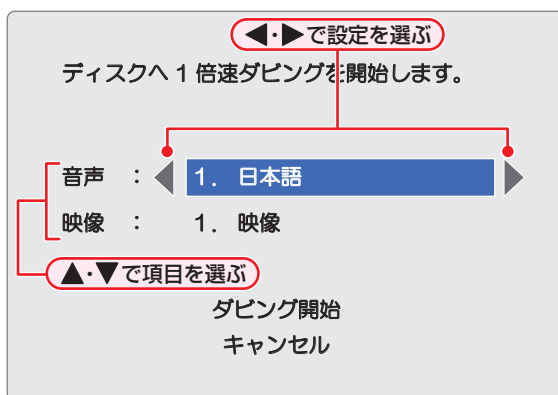 ◀・▶で設定を選ぶ
ディスクへ 1 倍速ダビングを開始します。
音声 : ◀ 1. 日本語 ▶
映像 : 1. 映像
▲・▼で項目を選ぶ
ダビング開始
キャンセル